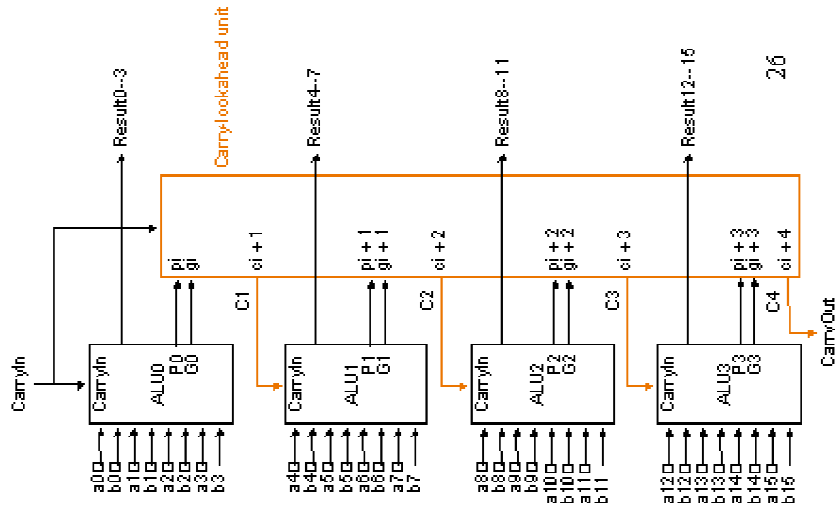 CarryIn
a0
b0
a1
b1
a2
b2
a3
b3
CarryIn
ALU0
P0
G0
pi
gi
Result0--3
Carry-lookahead unit
C1
ci + 1
a4
b4
a5
b5
a6
b6
a7
b7
CarryIn
ALU1
P1
G1
pi + 1
gi + 1
Result4--7
C2
ci + 2
a8
b8
a9
b9
a10
b10
a11
b11
CarryIn
ALU2
P2
G2
pi + 2
gi + 2
Result8--11
C3
ci + 3
a12
b12
a13
b13
a14
b14
a15
b15
CarryIn
ALU3
P3
G3
pi + 3
gi + 3
Result12--15
C4
ci + 4
CarryOut
26